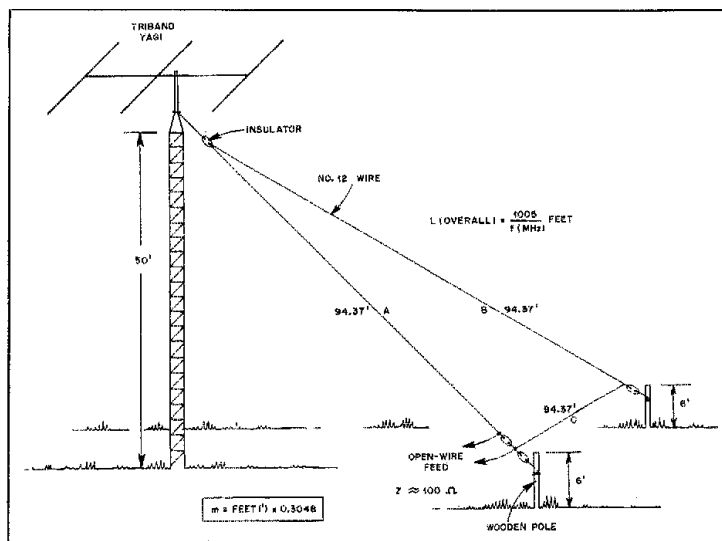 TRIBAND
YAGI
INSULATOR
NO. 12 WIRE
L (OVERALL) = 1005
F (MHz) FEET
50'
94.37' A
B 94.37'
94.37'
C
6'
OPEN-WIRE
FEED
Z ≈ 100 Ω
6'
m = FEET (') x 0.3048
WOODEN POLE